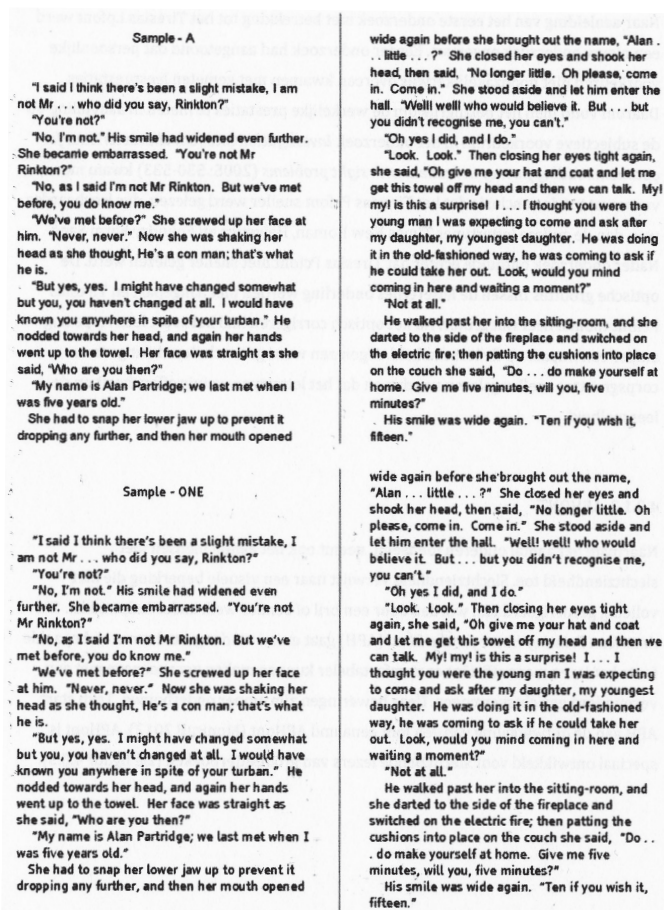 Sample - A
"I said I think there's been a slight mistake, I am
not Mr . . . who did you say, Rinkton?"
"You're not?"
"No, I'm not." His smile had widened even further.
She became embarrassed. "You're not Mr
Rinkton?"
"No, as I said I'm not Mr Rinkton. But we've met
before, you do know me."
"We've met before?" She screwed up her face at
him. "Never, never." Now she was shaking her
head as she thought, He's a con man; that's what
he is.
"But yes, yes. I might have changed somewhat
but you, you haven't changed at all. I would have
known you anywhere in spite of your turban." He
nodded towards her head, and again her hands
went up to the towel. Her face was straight as she
said, "Who are you then?"
"My name is Alan Partridge; we last met when I
was five years old."
She had to snap her lower jaw up to prevent it
dropping any further, and then her mouth opened
wide again before she brought out the name, "Alan .
. . little . . . ?" She closed her eyes and shook her
head, then said, "No longer little. Oh please, come
in. Come in." She stood aside and let him enter the
hall. "Well! well! who would believe it. But . . . but
you didn't recognise me, you can't."
"Oh yes I did, and I do."
"Look. Look." Then closing her eyes tight again,
she said, "Oh give me your hat and coat and let me
get this towel off my head and then we can talk. My!
my! is this a surprise! I . . . I thought you were the
young man I was expecting to come and ask after
my daughter, my youngest daughter. He was doing
it in the old-fashioned way, he was coming to ask if
he could take her out. Look, would you mind
coming in here and waiting a moment?"
"Not at all."
He walked past her into the sitting-room, and she
darted to the side of the fireplace and switched on
the electric fire; then patting the cushions into place
on the couch she said, "Do . . . do make yourself at
home. Give me five minutes, will you, five
minutes?"
His smile was wide again. "Ten if you wish it,
fifteen."
Sample - ONE
"I said I think there's been a slight mistake, I
am not Mr . . . who did you say, Rinkton?"
"You're not?"
"No, I'm not." His smile had widened even
further. She became embarrassed. "You're not
Mr Rinkton?"
"No, as I said I'm not Mr Rinkton. But we've
met before, you do know me."
"We've met before?" She screwed up her face
at him. "Never, never." Now she was shaking her
head as she thought, He's a con man; that's what
he is.
"But yes, yes. I might have changed somewhat
but you, you haven't changed at all. I would have
known you anywhere in spite of your turban." He
nodded towards her head, and again her hands
went up to the towel. Her face was straight as
she said, "Who are you then?"
"My name is Alan Partridge; we last met when I
was five years old."
She had to snap her lower jaw up to prevent it
dropping any further, and then her mouth opened
wide again before she brought out the name,
"Alan . . . little . . . ?" She closed her eyes and
shook her head, then said, "No longer little. Oh
please, come in. Come in." She stood aside and
let him enter the hall. "Well! well! who would
believe it. But . . . but you didn't recognise me,
you can't."
"Oh yes I did, and I do."
"Look. Look." Then closing her eyes tight
again, she said, "Oh give me your hat and coat
and let me get this towel off my head and then we
can talk. My! my! is this a surprise! I . . . I
thought you were the young man I was expecting
to come and ask after my daughter, my youngest
daughter. He was doing it in the old-fashioned
way, he was coming to ask if he could take her
out. Look, would you mind coming in here and
waiting a moment?"
"Not at all."
He walked past her into the sitting-room, and
she darted to the side of the fireplace and
switched on the electric fire; then patting the
cushions into place on the couch she said, "Do . .
. do make yourself at home. Give me five
minutes, will you, five minutes?"
His smile was wide again. "Ten if you wish it,
fifteen."